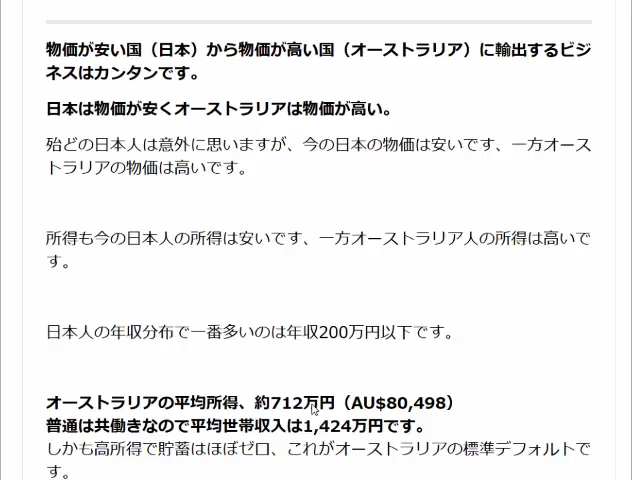 物価が安い国（日本）から物価が高い国（オーストラリア）に輸出するビジ
ネスはカンタンです。
日本は物価が安くオーストラリアは物価が高い。
殆どの日本人は意外に思いますが、今の日本の物価は安いです、一方オース
トラリアの物価は高いです。
所得も今の日本人の所得は安いです、一方オーストラリア人の所得は高いで
す。
日本人の年収分布で一番多いのは年収200万円以下です。
オーストラリアの平均所得、約712万円（AU$80,498）
普通は共働きなので平均世帯収入は1,424万円です。
しかも高所得で貯蓄はほぼゼロ、これがオーストラリアの標準デフォルトで
す。